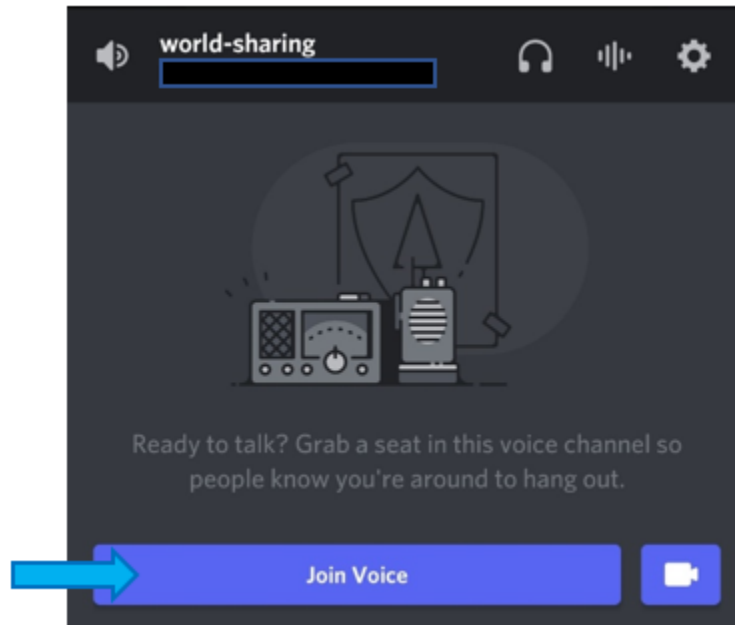 world-sharing
Ready to talk? Grab a seat in this voice channel so
people know you're around to hang out.
Join Voice